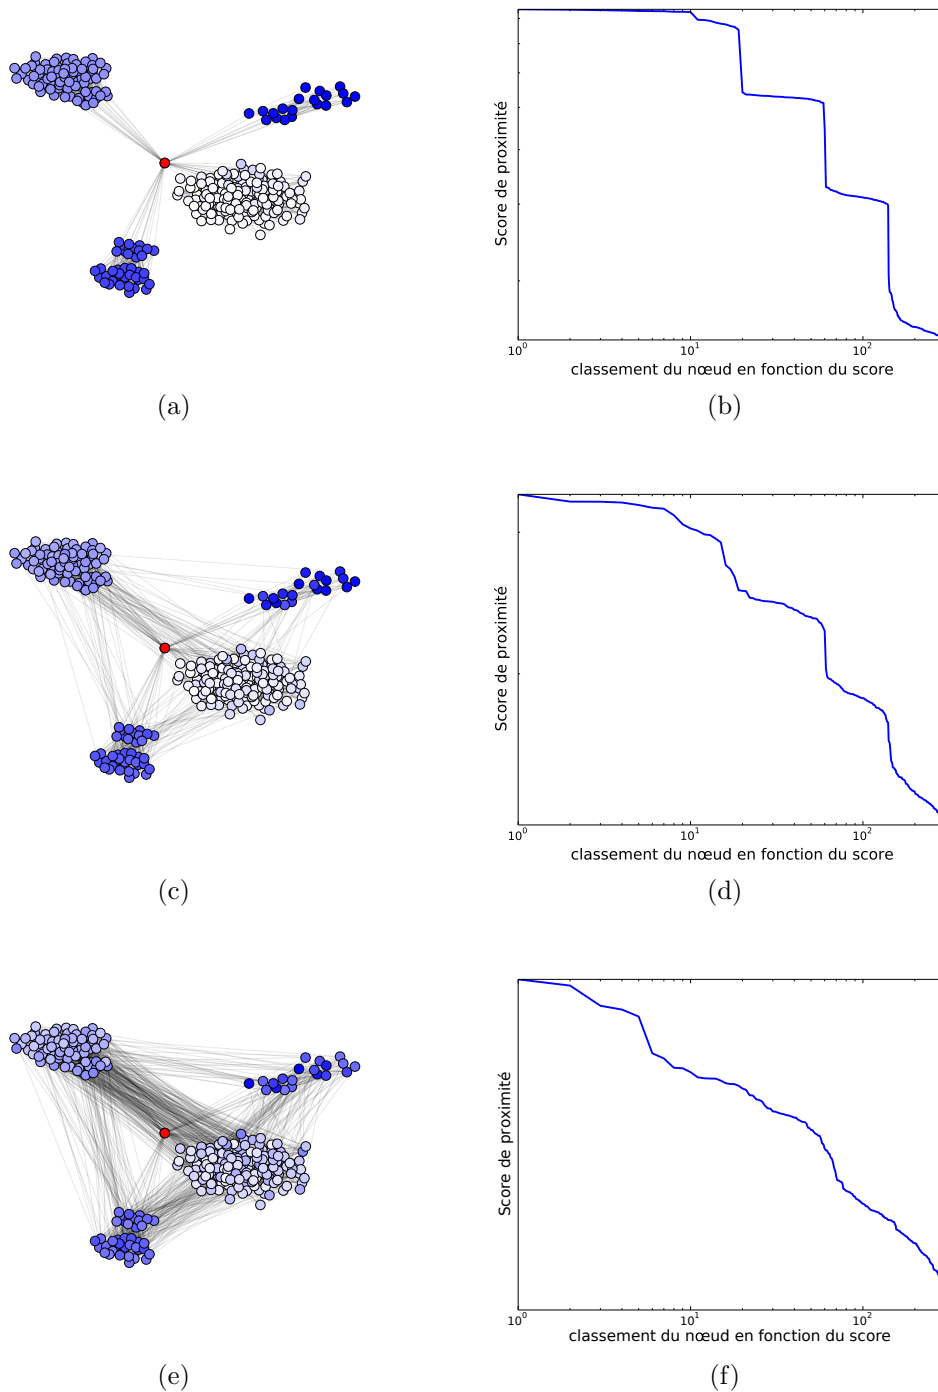 Score de proximité
10⁰ 10¹ 10²
classement du nœud en fonction du score
(a) (b)
Score de proximité
10⁰ 10¹ 10²
classement du nœud en fonction du score
(c) (d)
Score de proximité
10⁰ 10¹ 10²
classement du nœud en fonction du score
(e) (f)